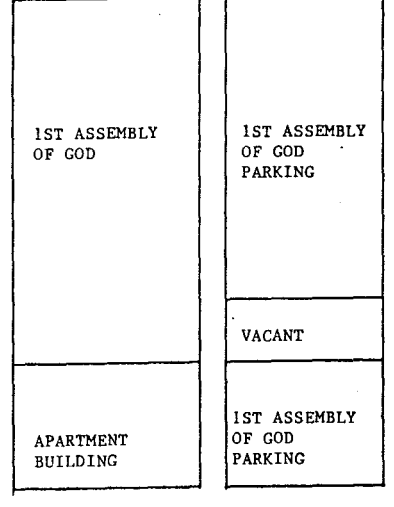 1ST ASSEMBLY
OF GOD
1ST ASSEMBLY
OF GOD
PARKING
VACANT
APARTMENT
BUILDING
1ST ASSEMBLY
OF GOD
PARKING